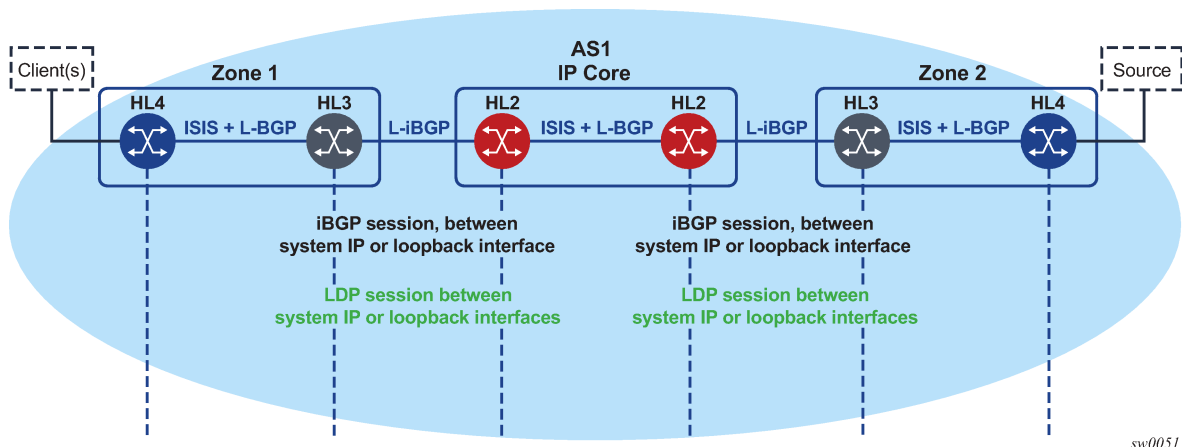 AS1
IP Core
Client(s)
Zone 1
Zone 2
Source
HL4
HL3
HL2
HL2
HL3
HL4
ISIS + L-BGP
L-iBGP
ISIS + L-BGP
L-iBGP
ISIS + L-BGP
iBGP session, between
system IP or loopback interface
iBGP session, between
system IP or loopback interface
LDP session between
system IP or loopback interfaces
LDP session between
system IP or loopback interfaces
sw0051